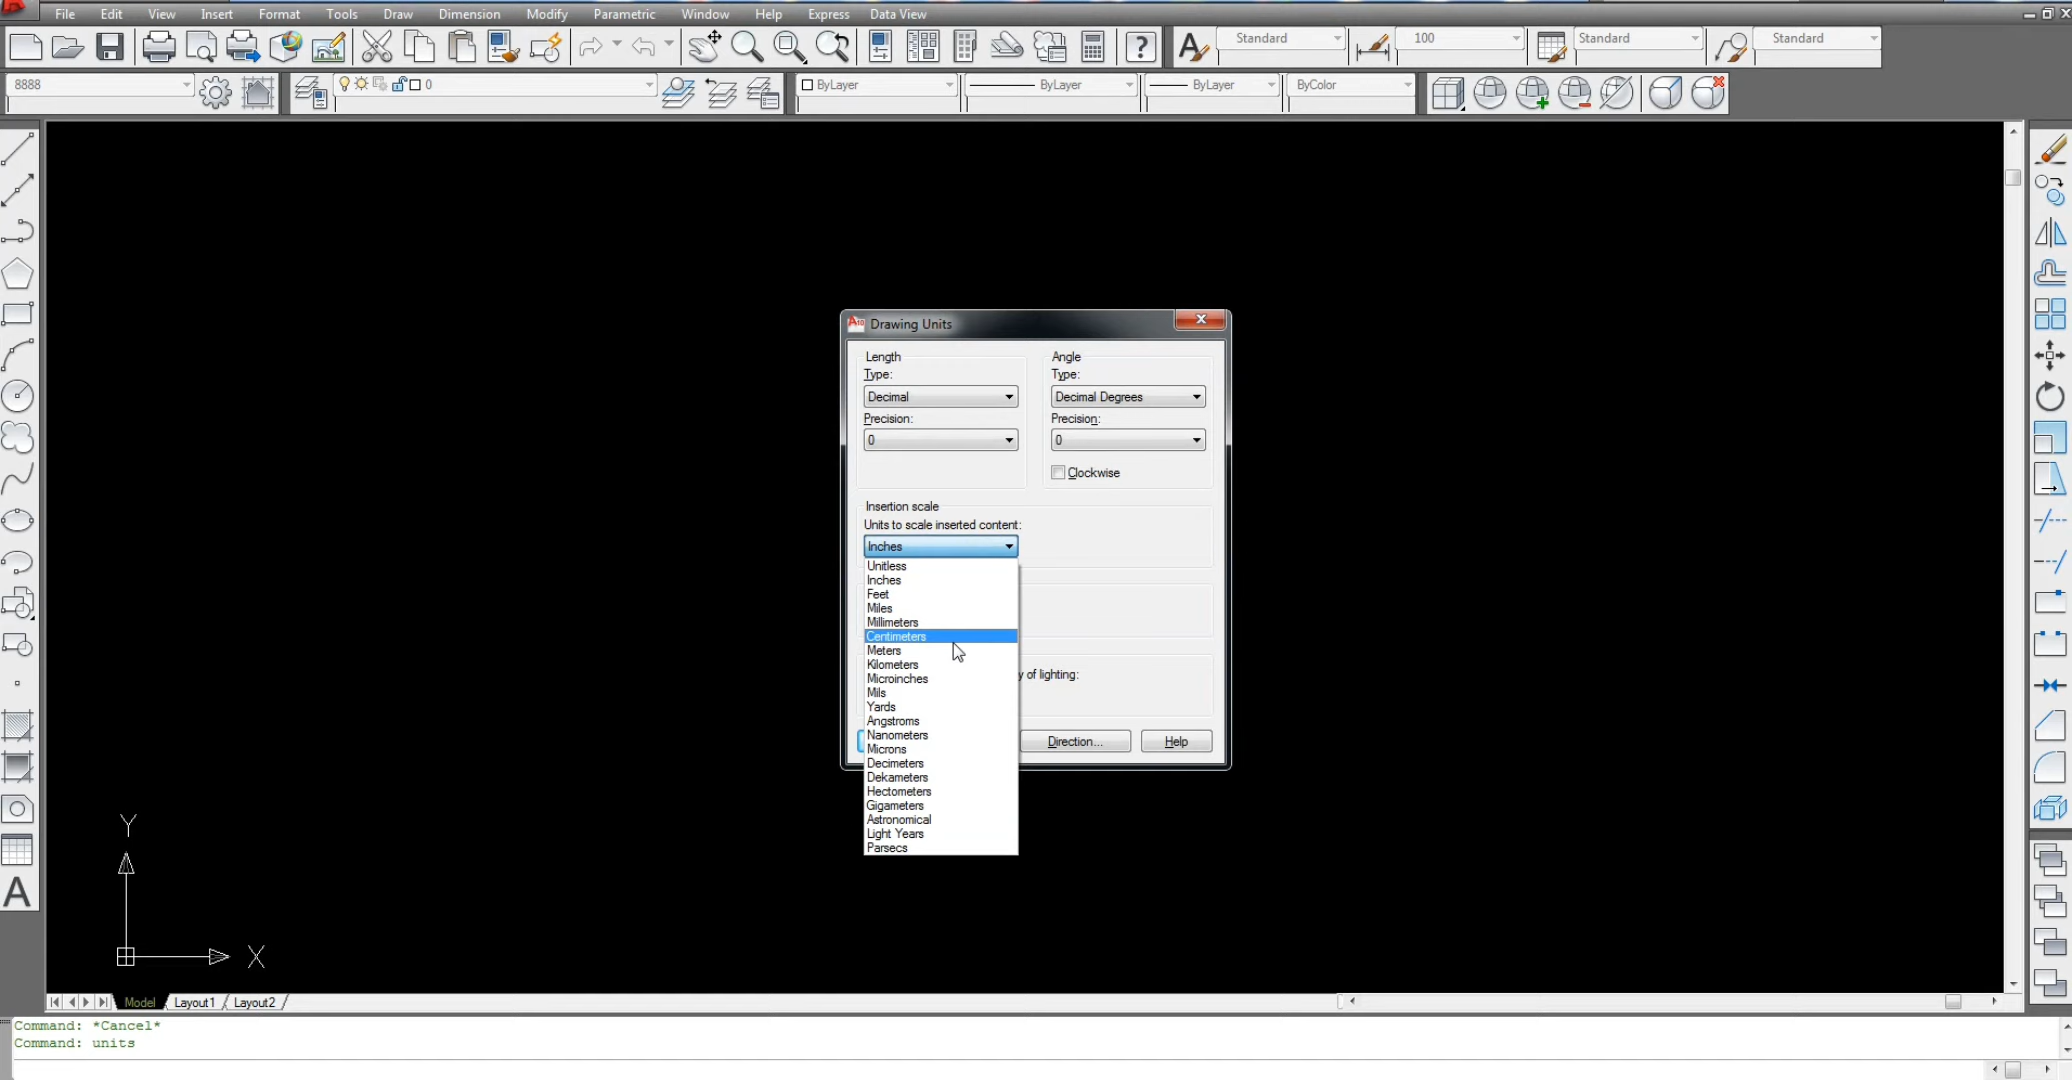 File Edit View Insert Format Tools Draw Dimension Modify Parametric Window Help Express Data View
Standard 100 Standard Standard
8888 0 ByLayer ByLayer ByLayer ByColor
Drawing Units
Length Angle
Type: Type:
Decimal Decimal Degrees
Precision: Precision:
0 0
Clockwise
Insertion scale
Units to scale inserted content:
Inches
Unitless
Inches
Feet
Miles
Millimeters
Centimeters
Meters
Kilometers
Microinches
y of lighting:
Mils
Yards
Angstroms
Nanometers
Direction... Help
Microns
Decimeters
Dekameters
Hectometers
Gigameters
Astronomical
Light Years
Parsecs
Y
X
Model Layout1 Layout2
Command: *Cancel*
Command: units